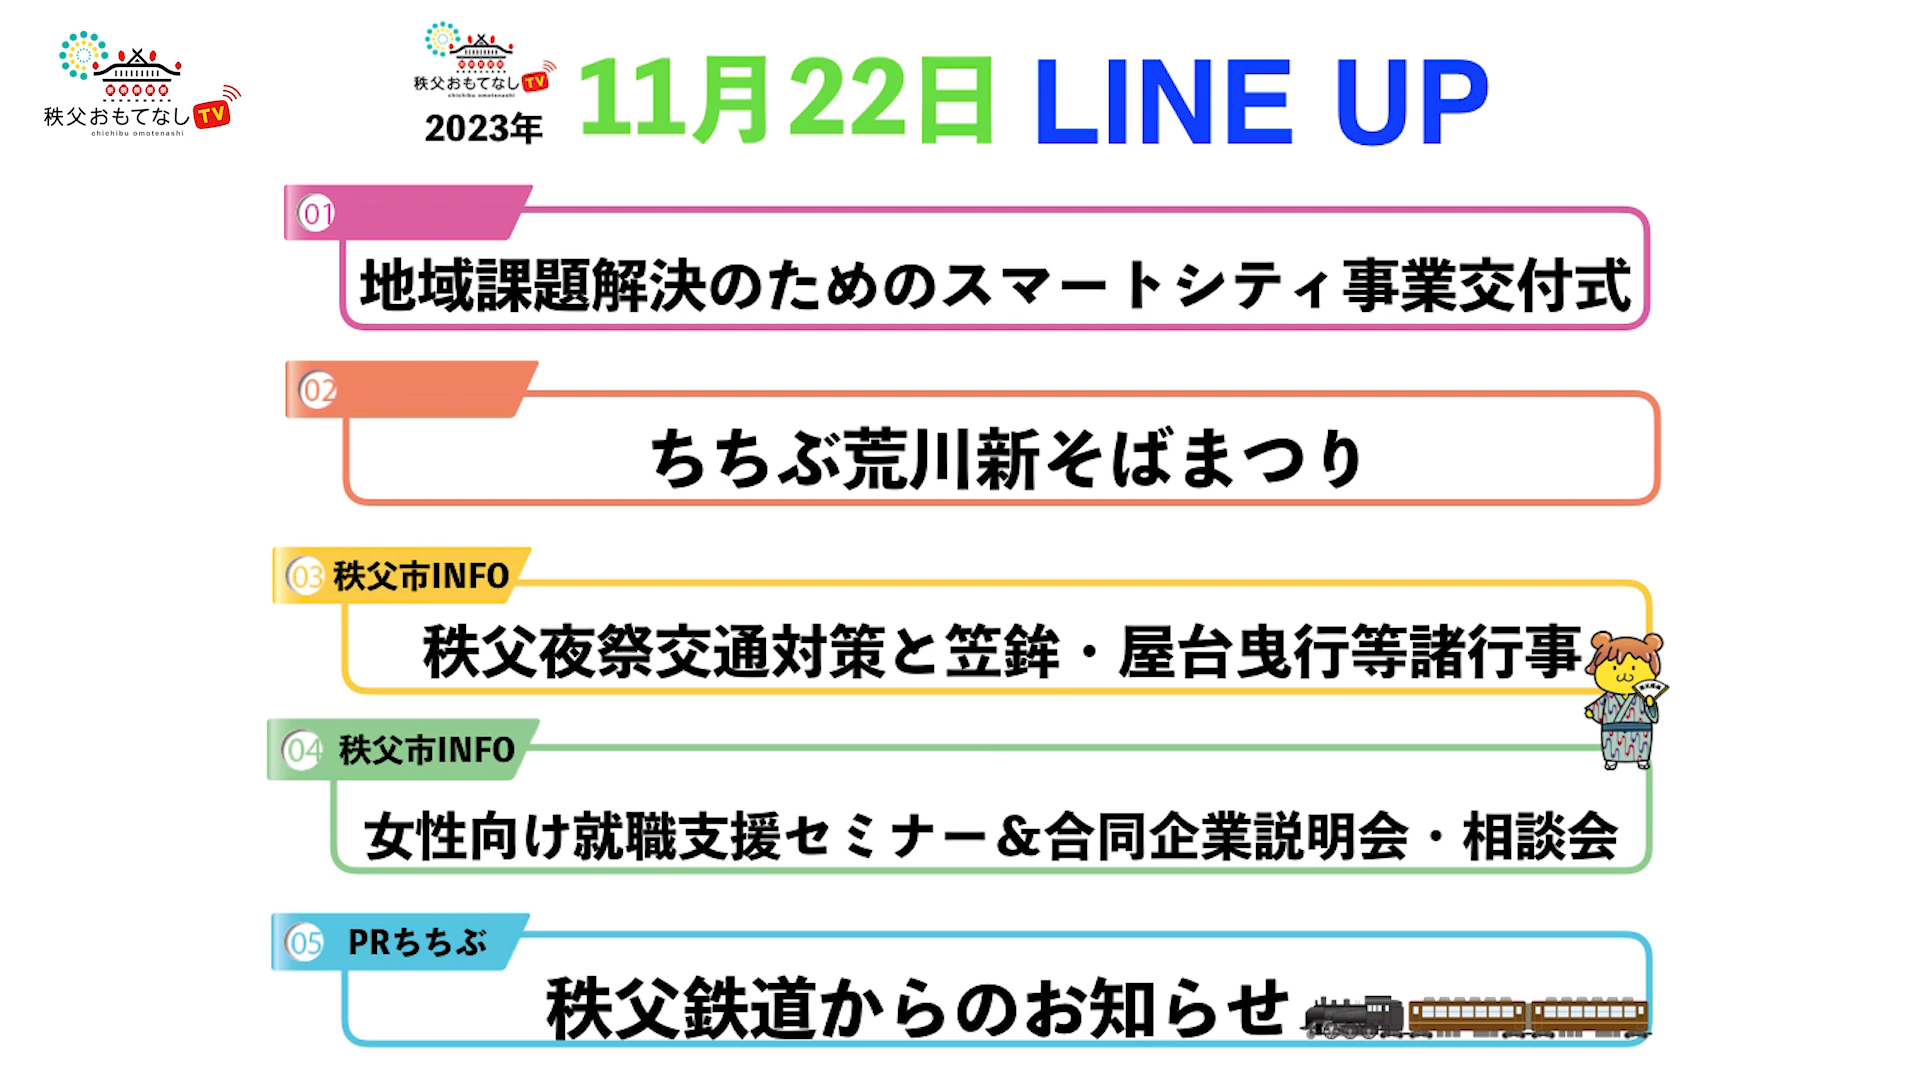 秩父おもてなしTV
chichibu omotenashi
秩父おもてなしTV
chichibu omotenashi
2023年
11月22日 LINE UP
01
地域課題解決のためのスマートシティ事業交付式
02
ちちぶ荒川新そばまつり
03 秩父市INFO
秩父夜祭交通対策と笠鉾・屋台曳行等諸行事
04 秩父市INFO
女性向け就職支援セミナー＆合同企業説明会・相談会
05 PRちちぶ
秩父鉄道からのお知らせ